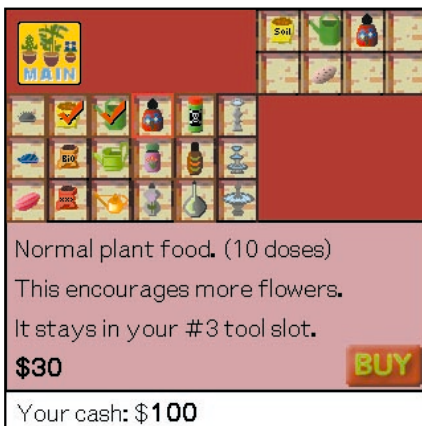 Soil
MAIN
BiO
xxx
Normal plant food. (10 doses)
This encourages more flowers.
It stays in your #3 tool slot.
$30
BUY
Your cash: $100